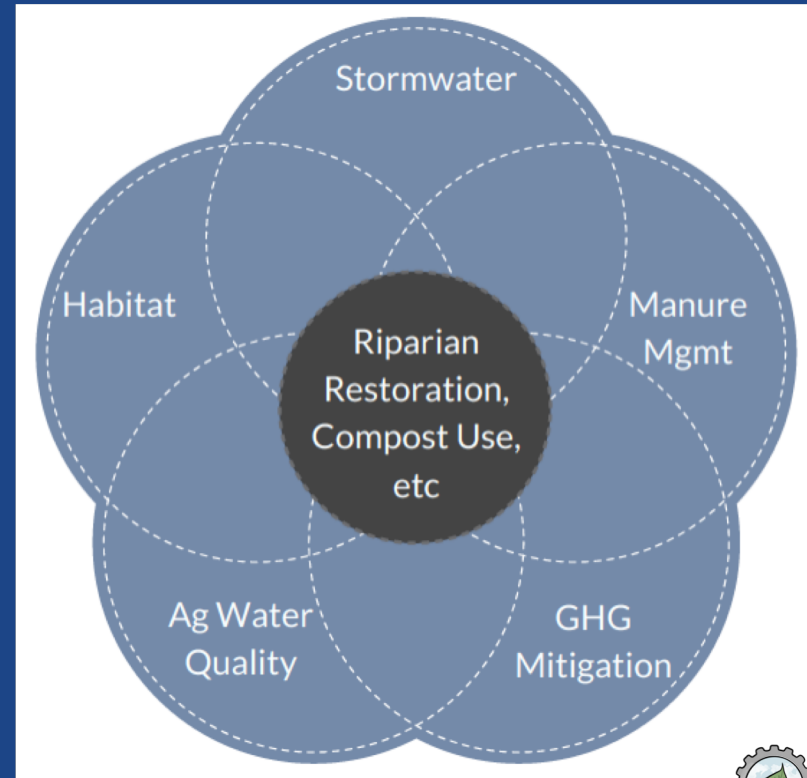 Stormwater
Habitat
Manure
Mgmt
Riparian
Restoration,
Compost Use,
etc
Ag Water
Quality
GHG
Mitigation